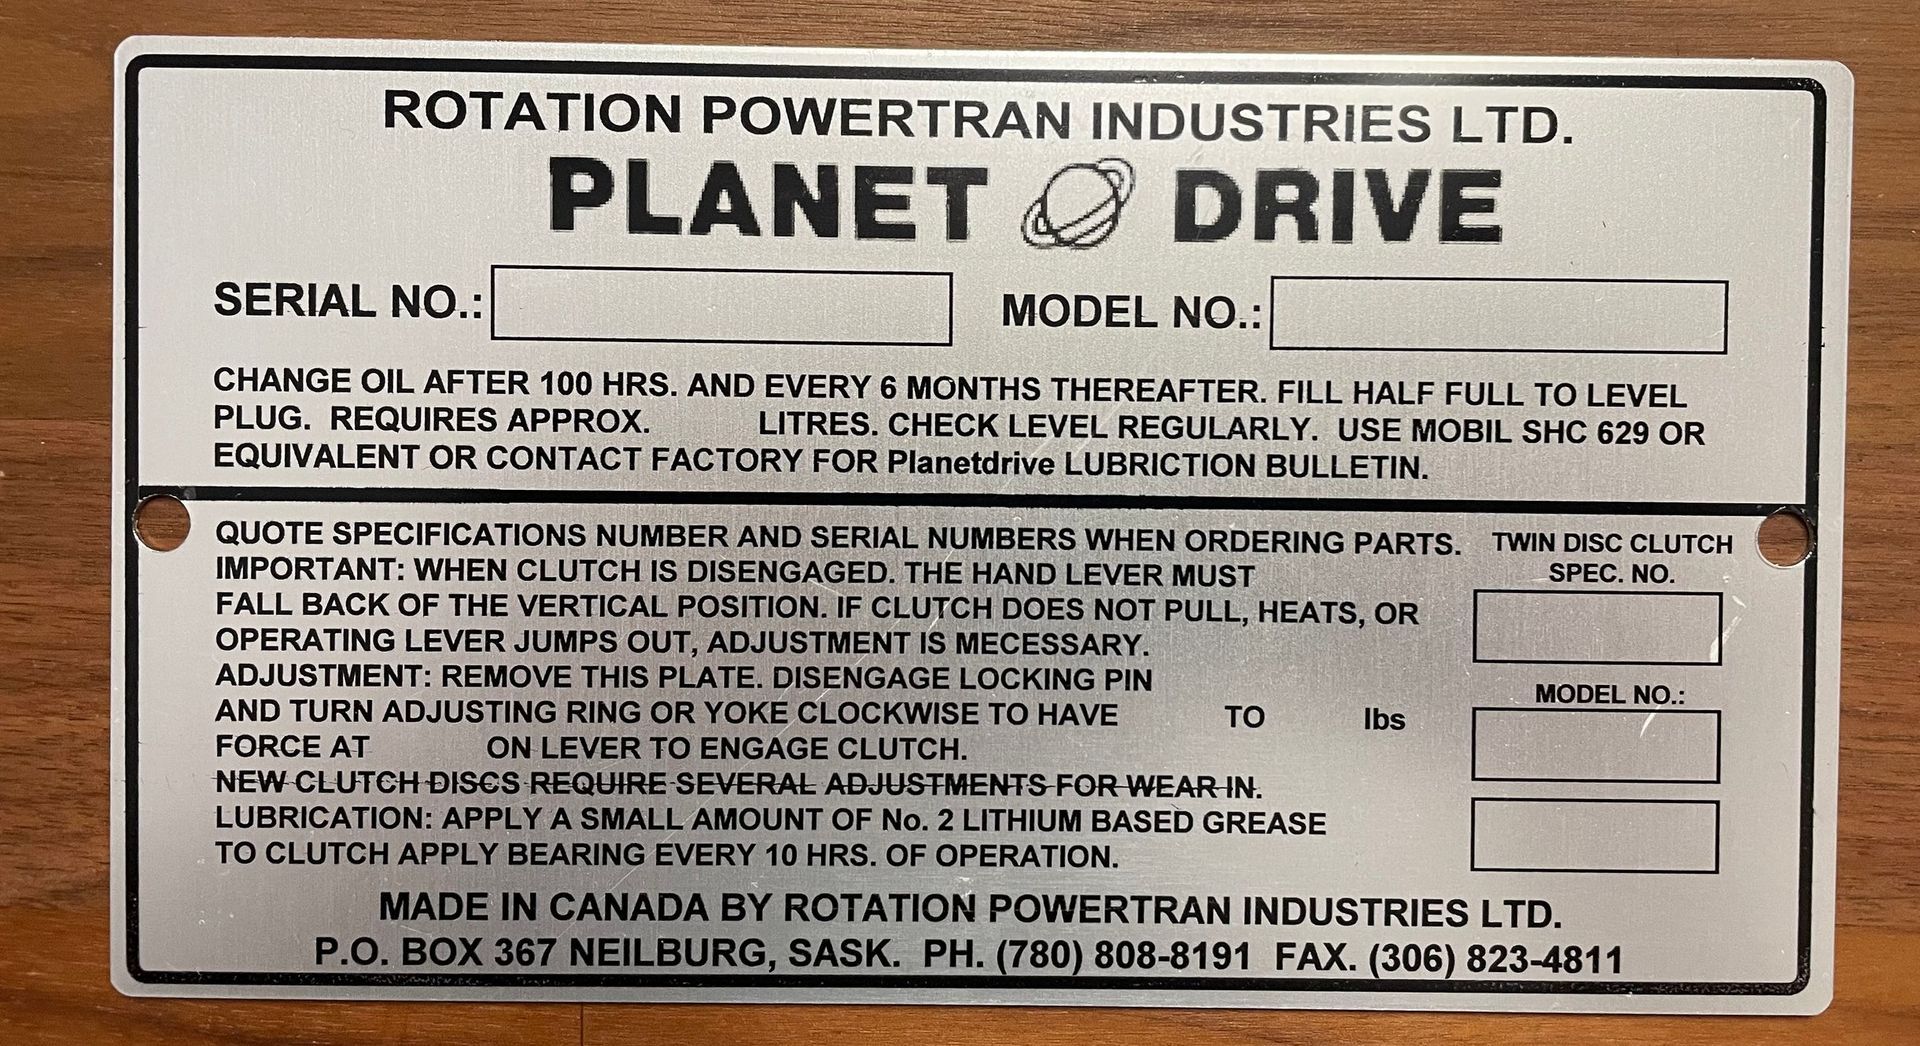 ROTATION POWERTRAN INDUSTRIES LTD.
PLANET DRIVE
SERIAL NO.: MODEL NO.:
CHANGE OIL AFTER 100 HRS. AND EVERY 6 MONTHS THEREAFTER. FILL HALF FULL TO LEVEL
PLUG. REQUIRES APPROX. LITRES. CHECK LEVEL REGULARLY. USE MOBIL SHC 629 OR
EQUIVALENT OR CONTACT FACTORY FOR Planetdrive LUBRICTION BULLETIN.
QUOTE SPECIFICATIONS NUMBER AND SERIAL NUMBERS WHEN ORDERING PARTS.
IMPORTANT: WHEN CLUTCH IS DISENGAGED. THE HAND LEVER MUST
FALL BACK OF THE VERTICAL POSITION. IF CLUTCH DOES NOT PULL, HEATS, OR
OPERATING LEVER JUMPS OUT, ADJUSTMENT IS MECESSARY.
ADJUSTMENT: REMOVE THIS PLATE. DISENGAGE LOCKING PIN
AND TURN ADJUSTING RING OR YOKE CLOCKWISE TO HAVE TO lbs
FORCE AT ON LEVER TO ENGAGE CLUTCH.
NEW CLUTCH DISCS REQUIRE SEVERAL ADJUSTMENTS FOR WEAR IN.
LUBRICATION: APPLY A SMALL AMOUNT OF No. 2 LITHIUM BASED GREASE
TO CLUTCH APPLY BEARING EVERY 10 HRS. OF OPERATION.
TWIN DISC CLUTCH
SPEC. NO.
MODEL NO.:
MADE IN CANADA BY ROTATION POWERTRAN INDUSTRIES LTD.
P.O. BOX 367 NEILBURG, SASK. PH. (780) 808-8191 FAX. (306) 823-4811